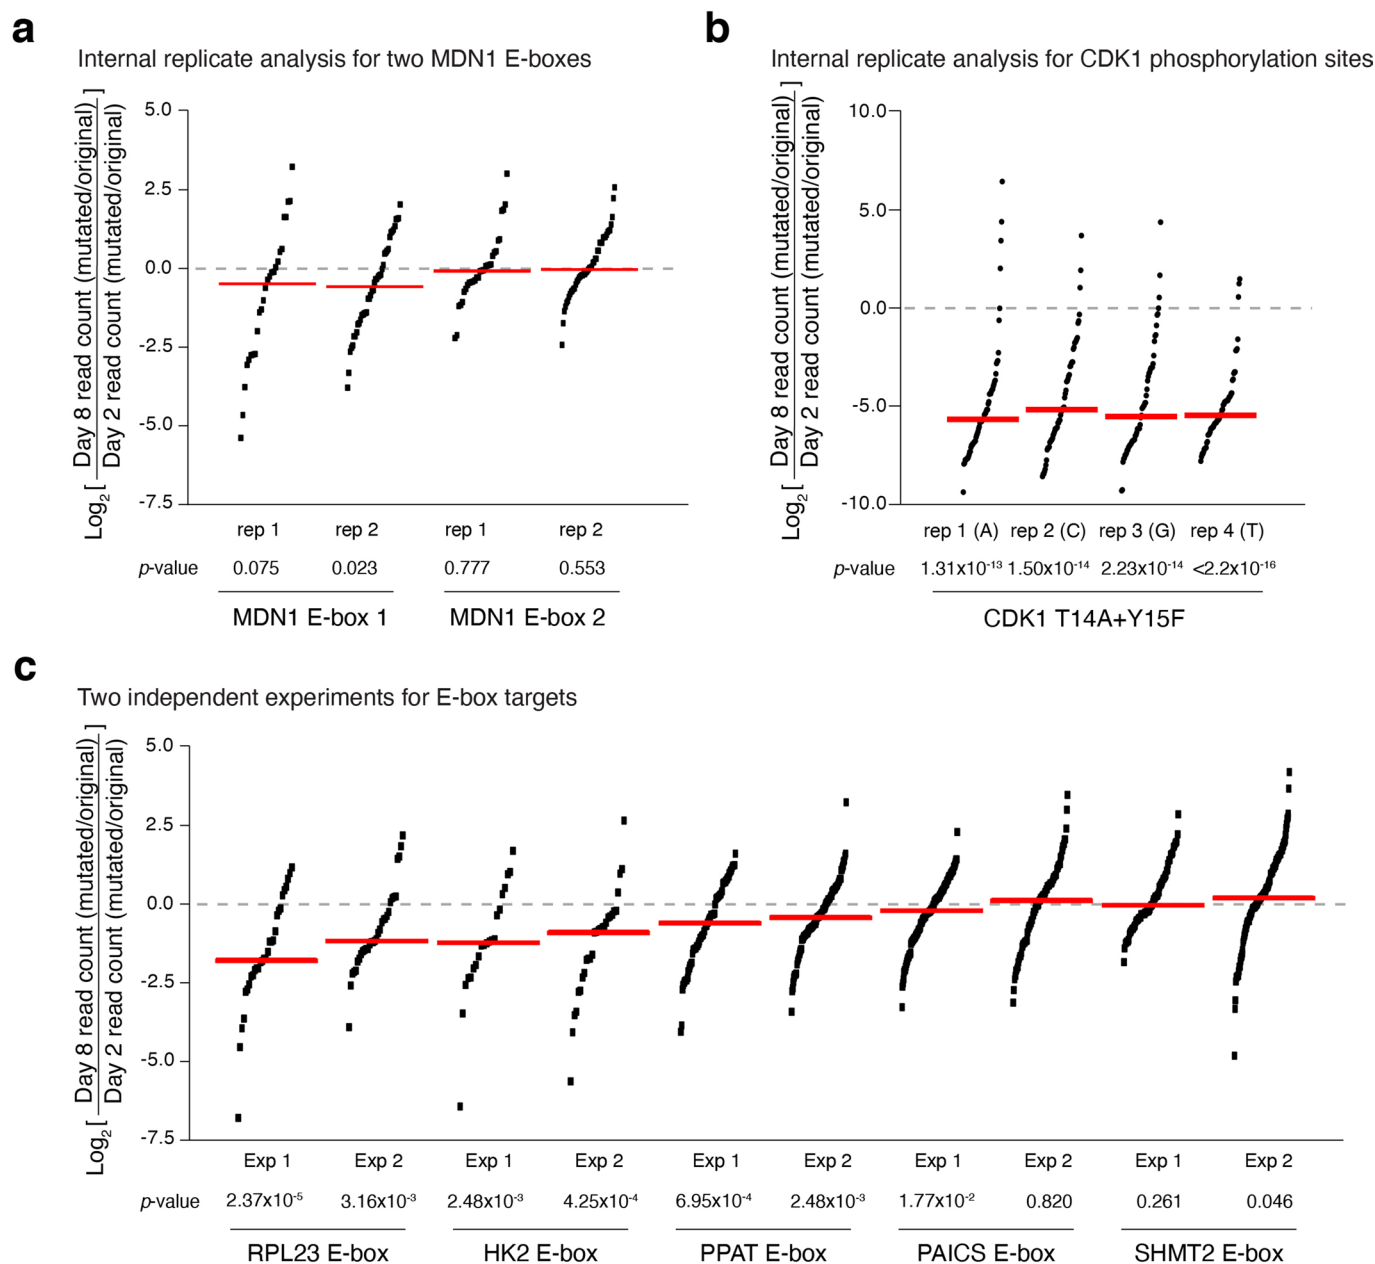 a
Internal replicate analysis for two MDN1 E-boxes
Log2[ Day 8 read count (mutated/original) ]
Day 2 read count (mutated/original)
5.0
2.5
0.0
-2.5
-5.0
-7.5
rep 1 rep 2 rep 1 rep 2
p-value 0.075 0.023 0.777 0.553
MDN1 E-box 1 MDN1 E-box 2
b
Internal replicate analysis for CDK1 phosphorylation sites
Log2[ Day 8 read count (mutated/original) ]
Day 2 read count (mutated/original)
10.0
5.0
0.0
-5.0
-10.0
rep 1 (A) rep 2 (C) rep 3 (G) rep 4 (T)
p-value 1.31x10-13 1.50x10-14 2.23x10-14 <2.2x10-16
CDK1 T14A+Y15F
c
Two independent experiments for E-box targets
Log2[ Day 8 read count (mutated/original) ]
Day 2 read count (mutated/original)
5.0
2.5
0.0
-2.5
-5.0
-7.5
Exp 1 Exp 2 Exp 1 Exp 2 Exp 1 Exp 2 Exp 1 Exp 2 Exp 1 Exp 2
p-value 2.37x10-5 3.16x10-3 2.48x10-3 4.25x10-4 6.95x10-4 2.48x10-3 1.77x10-2 0.820 0.261 0.046
RPL23 E-box HK2 E-box PPAT E-box PAICS E-box SHMT2 E-box